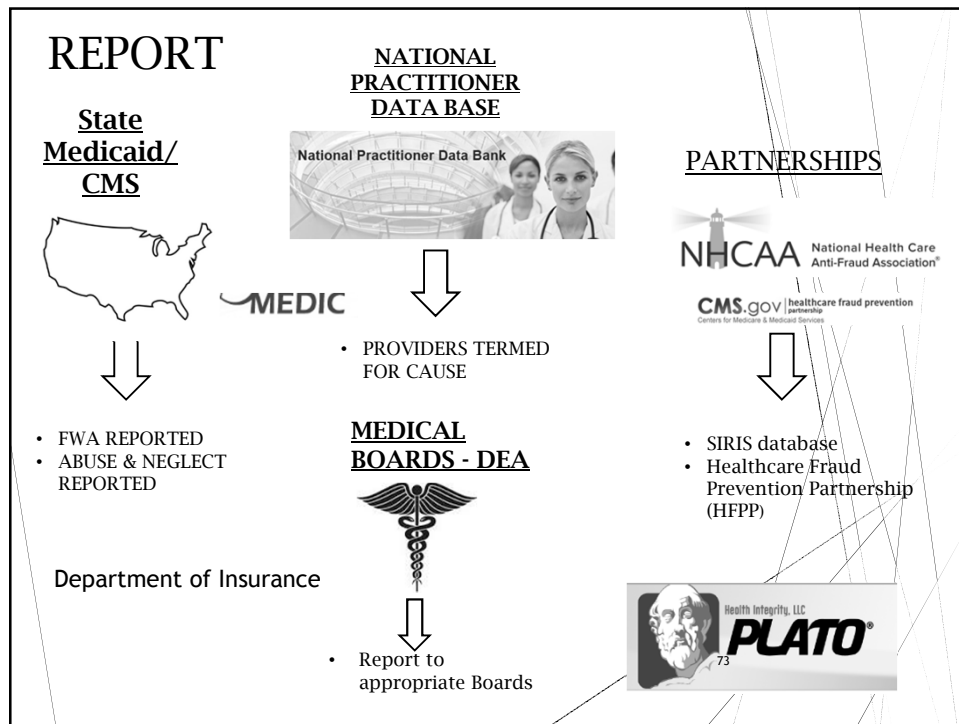 REPORT
State
Medicaid/
CMS
MEDIC
• FWA REPORTED
• ABUSE & NEGLECT
REPORTED
Department of Insurance
NATIONAL
PRACTITIONER
DATA BASE
National Practitioner Data Bank
• PROVIDERS TERMED
FOR CAUSE
MEDICAL
BOARDS - DEA
• Report to
appropriate Boards
PARTNERSHIPS
NHCAA National Health Care
Anti-Fraud Association®
CMS.gov healthcare fraud prevention
partnership
Centers for Medicare & Medicaid Services
• SIRIS database
• Healthcare Fraud
Prevention Partnership
(HFPP)
Health Integrity, LLC
PLATO®
73